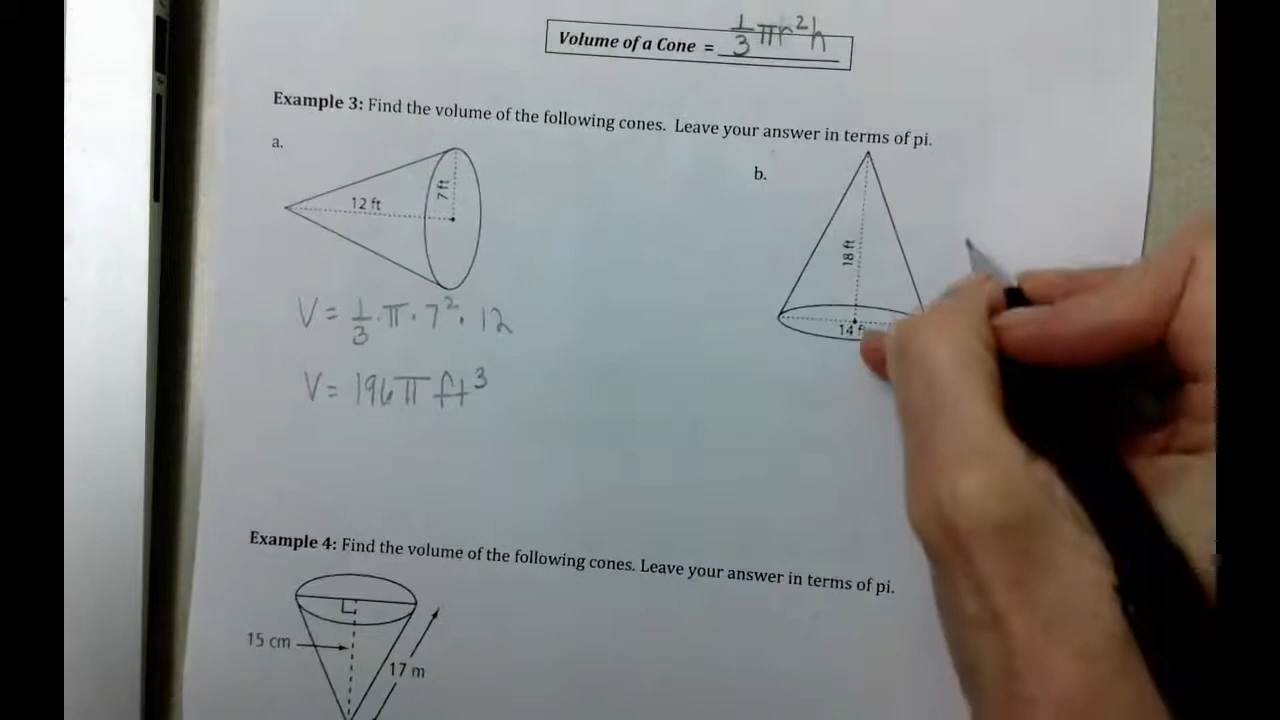 Volume of a Cone = 1/3 πr²h
Example 3: Find the volume of the following cones. Leave your answer in terms of pi.
a.
b.
12 ft
7 ft
18 ft
14 f
V = 1/3 · π · 7² · 12
V = 196π ft³
Example 4: Find the volume of the following cones. Leave your answer in terms of pi.
15 cm
17 m